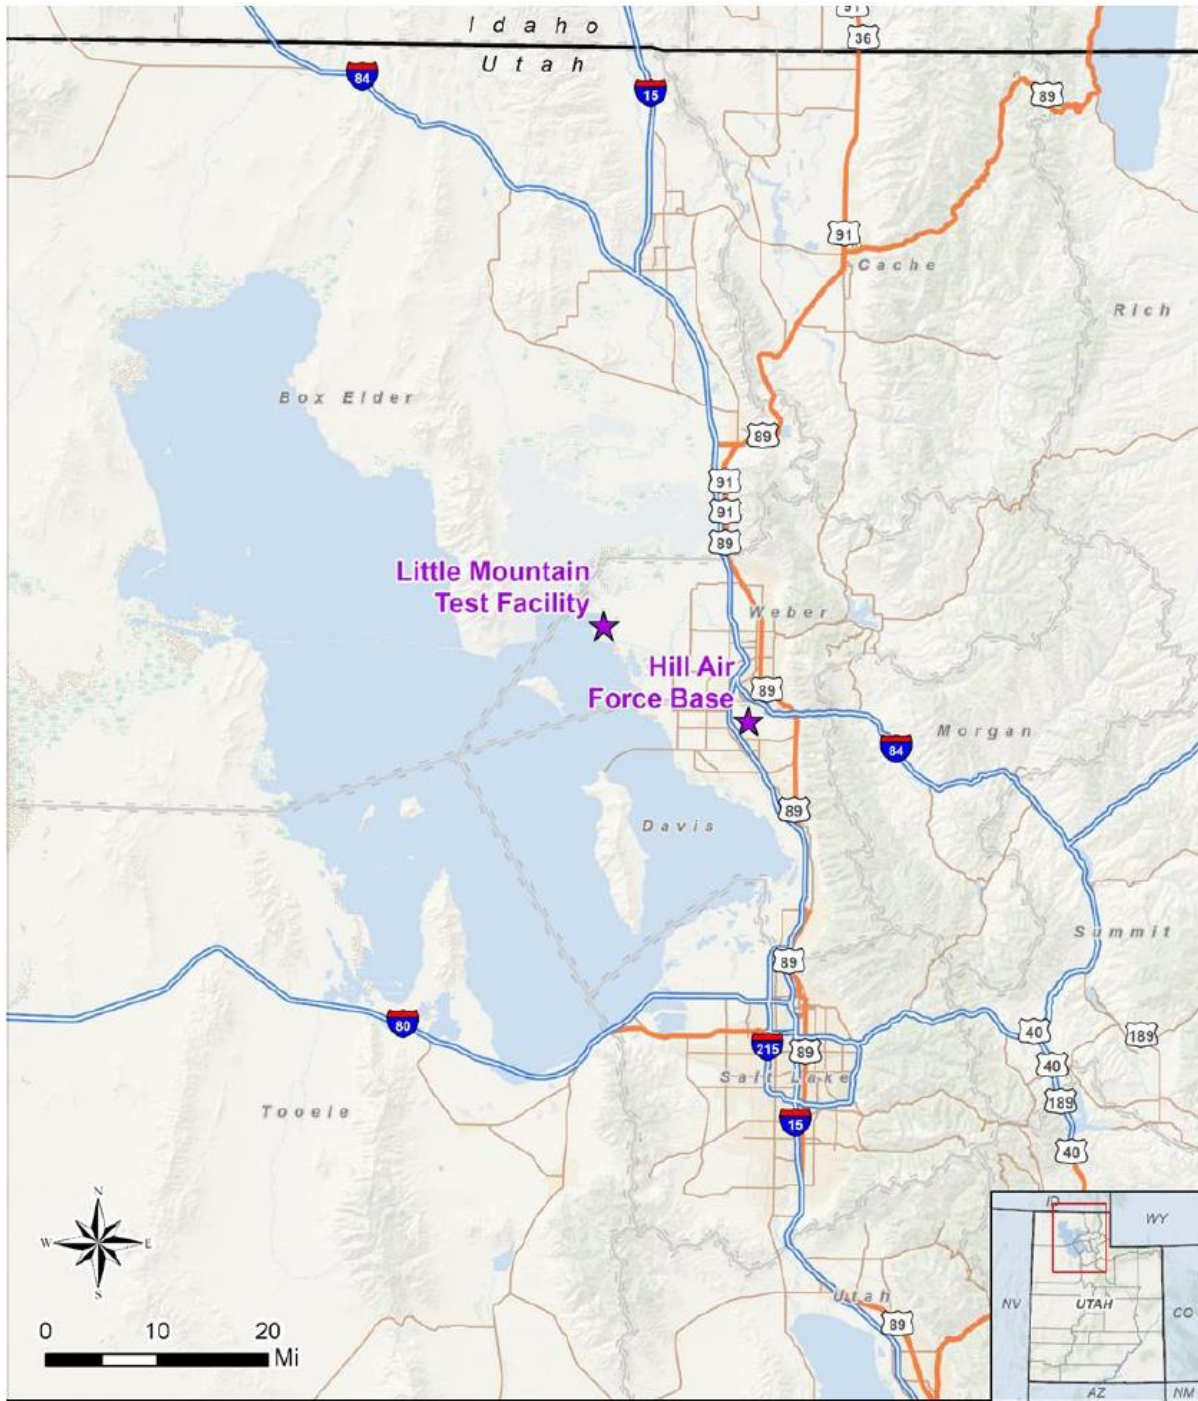 Idaho
Utah
91
36
84
15
89
91
Cache
Rich
Box Elder
89
91
91
89
Little Mountain
Test Facility
Weber
Hill Air
Force Base
89
84
Morgan
89
Davis
Summit
89
80
215
89
40
189
40
Salt Lake
189
Tooele
15
40
N
W
E
S
ID
WY
NV
UTAH
CO
AZ
NM
Utah
89
0
10
20
Mi